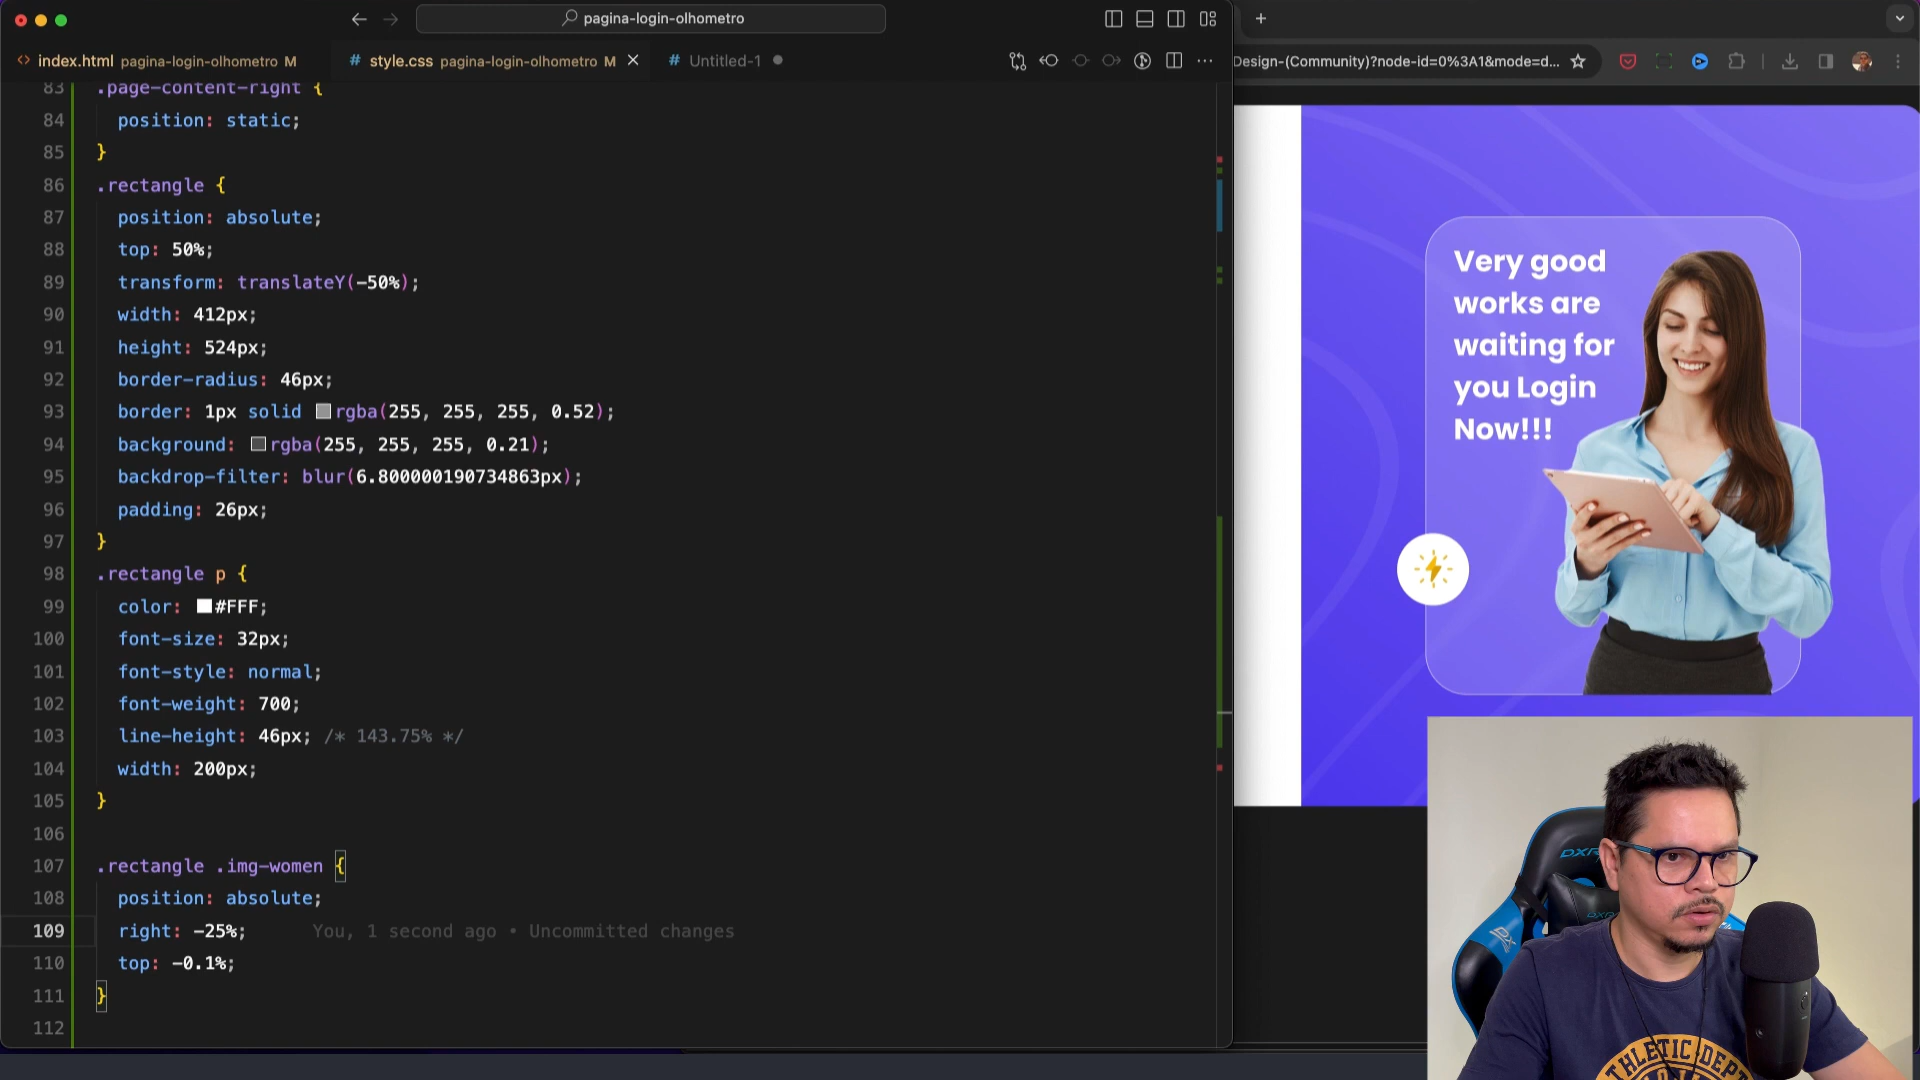 pagina-login-olhometro
index.html pagina-login-olhometro M
style.css pagina-login-olhometro M
Untitled-1
Design-(Community)?node-id=0%3A1&mode=d...
83 .page-content-right {
84 position: static;
85 }
86 .rectangle {
87 position: absolute;
88 top: 50%;
89 transform: translateY(-50%);
90 width: 412px;
91 height: 524px;
92 border-radius: 46px;
93 border: 1px solid rgba(255, 255, 255, 0.52);
94 background: rgba(255, 255, 255, 0.21);
95 backdrop-filter: blur(6.800000190734863px);
96 padding: 26px;
97 }
98 .rectangle p {
99 color: #FFF;
100 font-size: 32px;
101 font-style: normal;
102 font-weight: 700;
103 line-height: 46px; /* 143.75% */
104 width: 200px;
105 }
106
107 .rectangle .img-women {
108 position: absolute;
109 right: -25%; You, 1 second ago • Uncommitted changes
110 top: -0.1%;
111 }
112
Very good
works are
waiting for
you Login
Now!!!
ATHLETIC DEPT